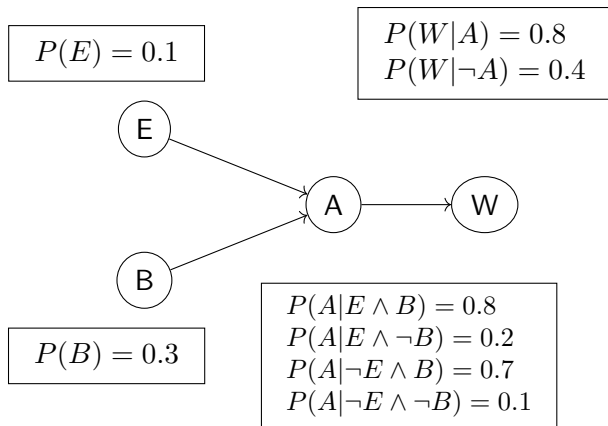 P(E) = 0.1
P(W|A) = 0.8
P(W|¬A) = 0.4
E
A
W
B
P(B) = 0.3
P(A|E ∧ B) = 0.8
P(A|E ∧ ¬B) = 0.2
P(A|¬E ∧ B) = 0.7
P(A|¬E ∧ ¬B) = 0.1